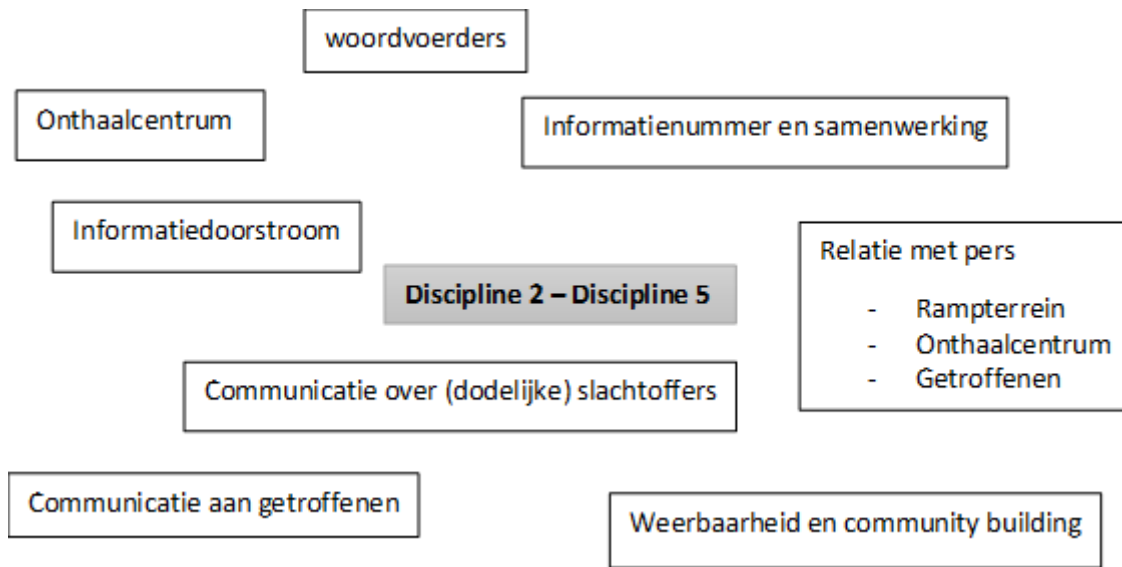 woordvoerders
Onthaalcentrum
Informatienummer en samenwerking
Informatiedoorstroom
Relatie met pers
- Rampterrein
- Onthaalcentrum
- Getroffenen
Discipline 2 – Discipline 5
Communicatie over (dodelijke) slachtoffers
Communicatie aan getroffenen
Weerbaarheid en community building